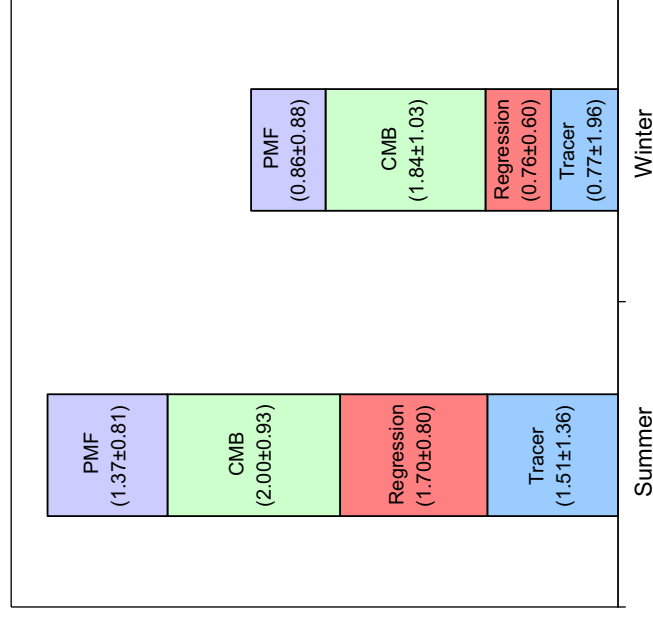 PMF
(1.37±0.81)
CMB
(2.00±0.93)
Regression
(1.70±0.80)
Tracer
(1.51±1.36)
PMF
(0.86±0.88)
CMB
(1.84±1.03)
Regression
(0.76±0.60)
Tracer
(0.77±1.96)
Summer
Winter